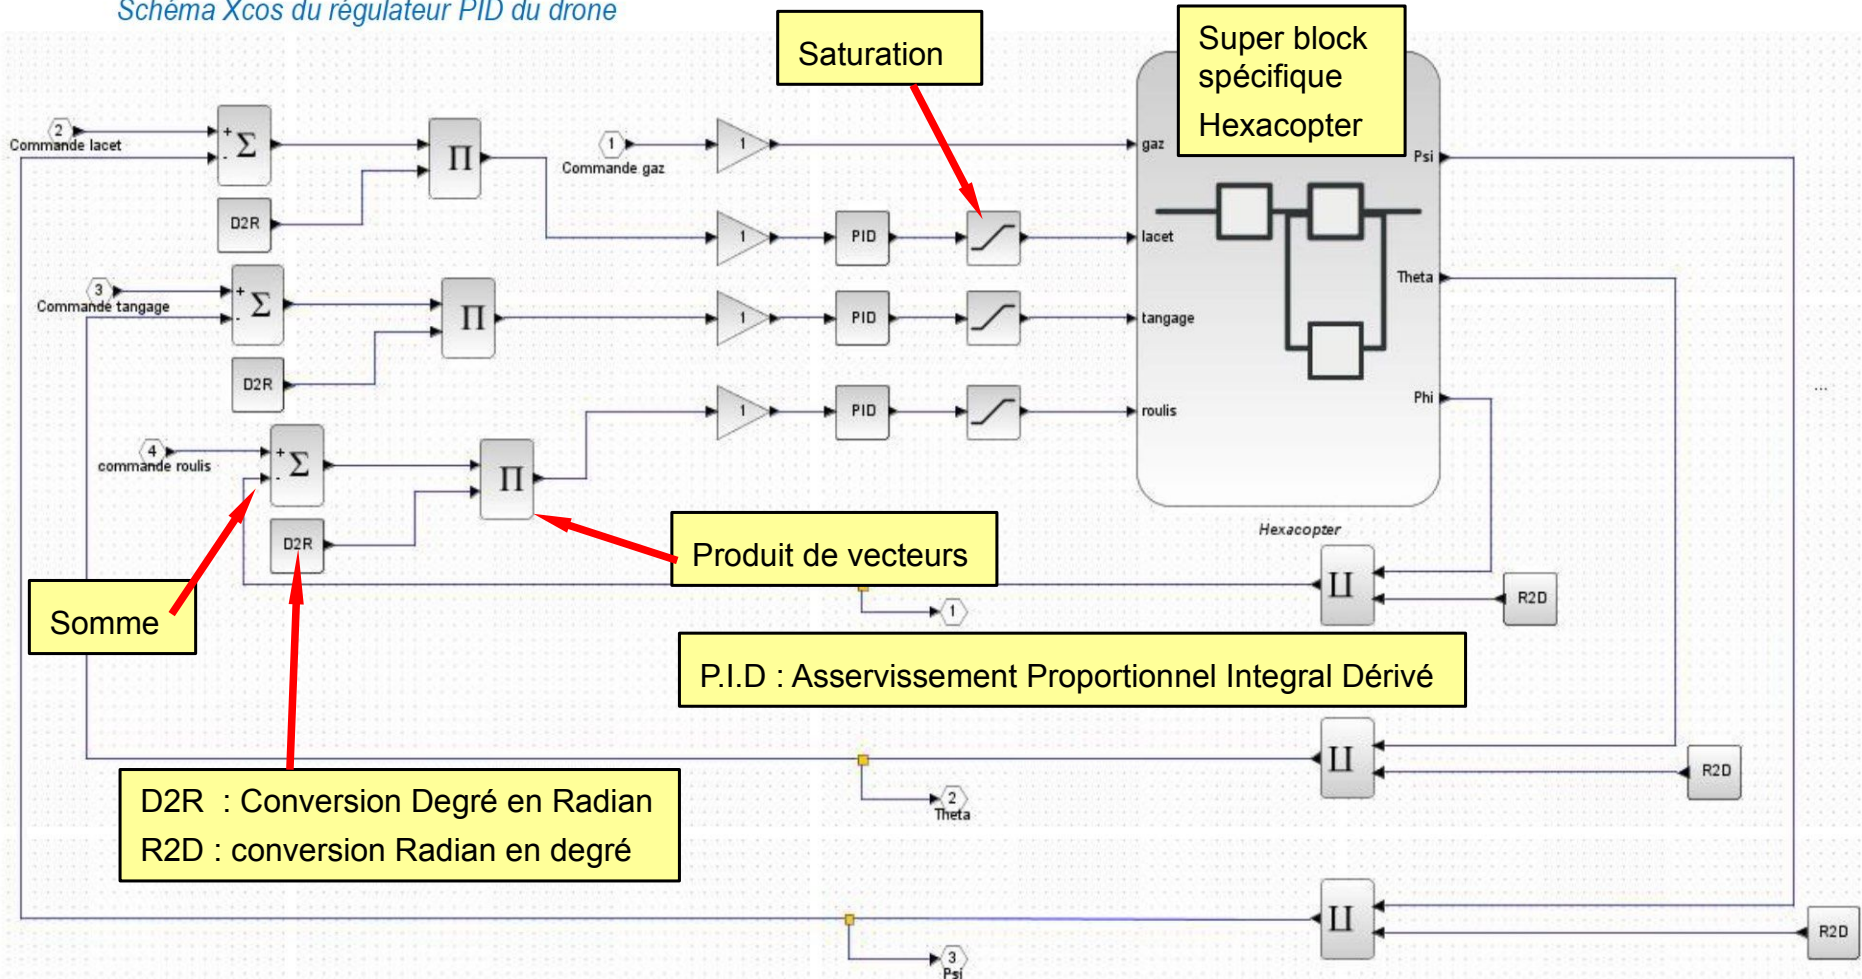 Schéma Xcos du régulateur PID du drone
Saturation
Super block
spécifique
Hexacopter
2
Commande lacet
+
-
Σ
Π
D2R
1
Commande gaz
1
gaz
Psi
1
PID
lacet
3
Commande tangage
+
-
Σ
Π
D2R
1
PID
tangage
Theta
4
commande roulis
+
-
Σ
Π
D2R
1
PID
roulis
Phi
...
Hexacopter
Produit de vecteurs
Somme
1
Π
R2D
P.I.D : Asservissement Proportionnel Integral Dérivé
2
Theta
Π
R2D
D2R : Conversion Degré en Radian
R2D : conversion Radian en degré
3
Psi
Π
R2D